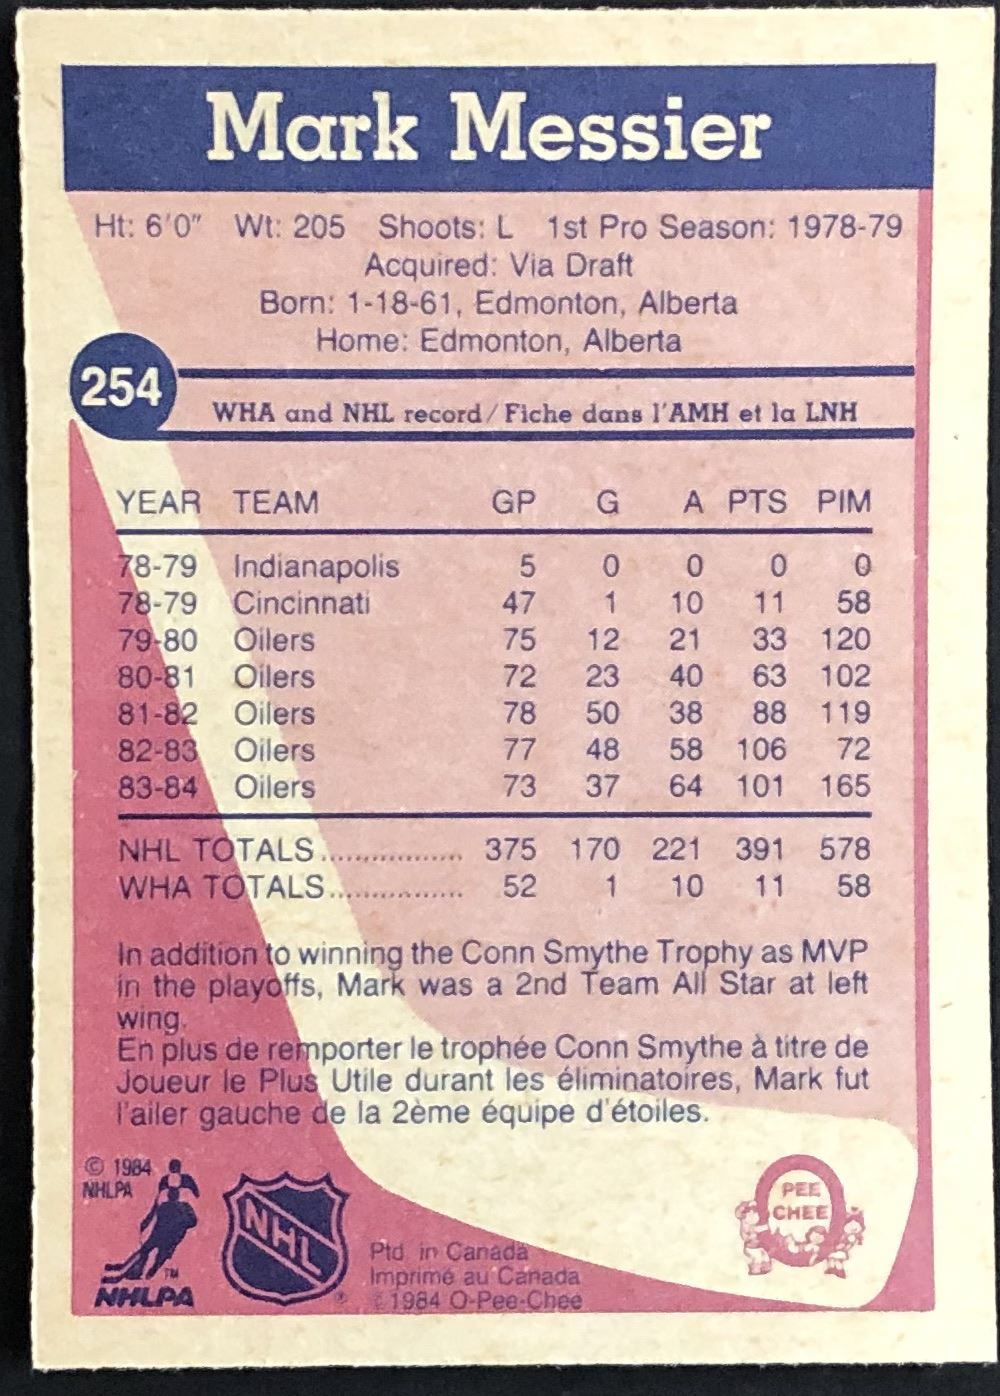 Mark Messier
Ht: 6'0" Wt: 205 Shoots: L 1st Pro Season: 1978-79
Acquired: Via Draft
Born: 1-18-61, Edmonton, Alberta
Home: Edmonton, Alberta
254
WHA and NHL record/Fiche dans l'AMH et la LNH
YEAR TEAM GP G A PTS PIM
78-79 Indianapolis 5 0 0 0 0
78-79 Cincinnati 47 1 10 11 58
79-80 Oilers 75 12 21 33 120
80-81 Oilers 72 23 40 63 102
81-82 Oilers 78 50 38 88 119
82-83 Oilers 77 48 58 106 72
83-84 Oilers 73 37 64 101 165
NHL TOTALS................. 375 170 221 391 578
WHA TOTALS................ 52 1 10 11 58
In addition to winning the Conn Smythe Trophy as MVP
in the playoffs, Mark was a 2nd Team All Star at left
wing.
En plus de remporter le trophée Conn Smythe à titre de
Joueur le Plus Utile durant les éliminatoires, Mark fut
l'ailer gauche de la 2ème équipe d'étoiles.
© 1984
NHLPA
TM
NHLPA
NHL
®
Ptd. in Canada
Imprimé au Canada
©1984 O-Pee-Chee
O
PEE
CHEE